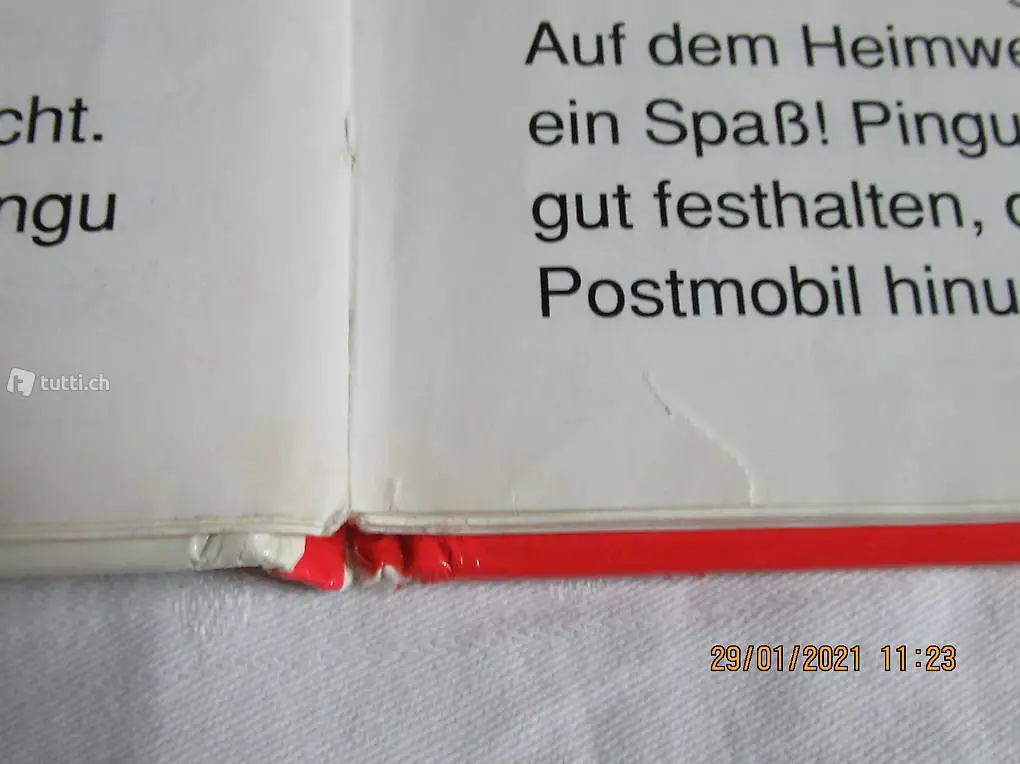 cht.
ngu
Auf dem Heimwe
ein Spaß! Pingu
gut festhalten, d
Postmobil hinu
tutti.ch
29/01/2021 11:23